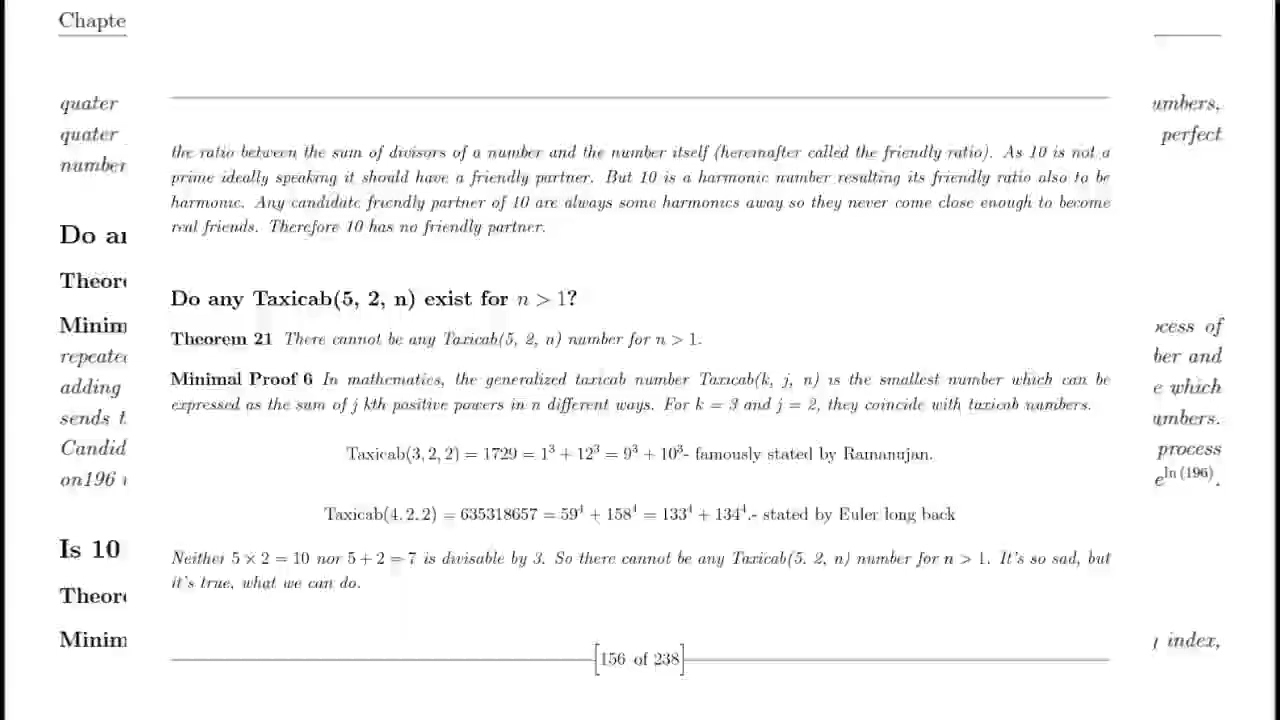 Chapte
quater
umbers,
quater
perfect
number
the ratio between the sum of divisors of a number and the number itself (hereinafter called the friendly ratio). As 10 is not a
prime ideally speaking it should have a friendly partner. But 10 is a harmonic number resulting its friendly ratio also to be
harmonic. Any candidate friendly partner of 10 are always some harmonics away so they never come close enough to become
real friends. Therefore 10 has no friendly partner.
Do ar
Theore
Do any Taxicab(5, 2, n) exist for n > 1?
Minim
ocess of
Theorem 21 There cannot be any Taxicab(5, 2, n) number for n > 1.
repeated
ber and
Minimal Proof 6 In mathematics, the generalized taxicab number Taxicab(k, j, n) is the smallest number which can be
adding
e which
expressed as the sum of j kth positive powers in n different ways. For k = 3 and j = 2, they coincide with taxicab numbers.
sends t
umbers.
Candid
process
Taxicab(3, 2, 2) = 1729 = 1³ + 12³ = 9³ + 10³- famously stated by Ramanujan.
on196
e^ln (196).
Taxicab(4, 2, 2) = 635318657 = 59⁴ + 158⁴ = 133⁴ + 134⁴.- stated by Euler long back
Is 10
Neither 5 × 2 = 10 nor 5 + 2 = 7 is divisable by 3. So there cannot be any Taxicab(5, 2, n) number for n > 1. It's so sad, but
it's true, what we can do.
Theore
Minim
index,
[156 of 238]